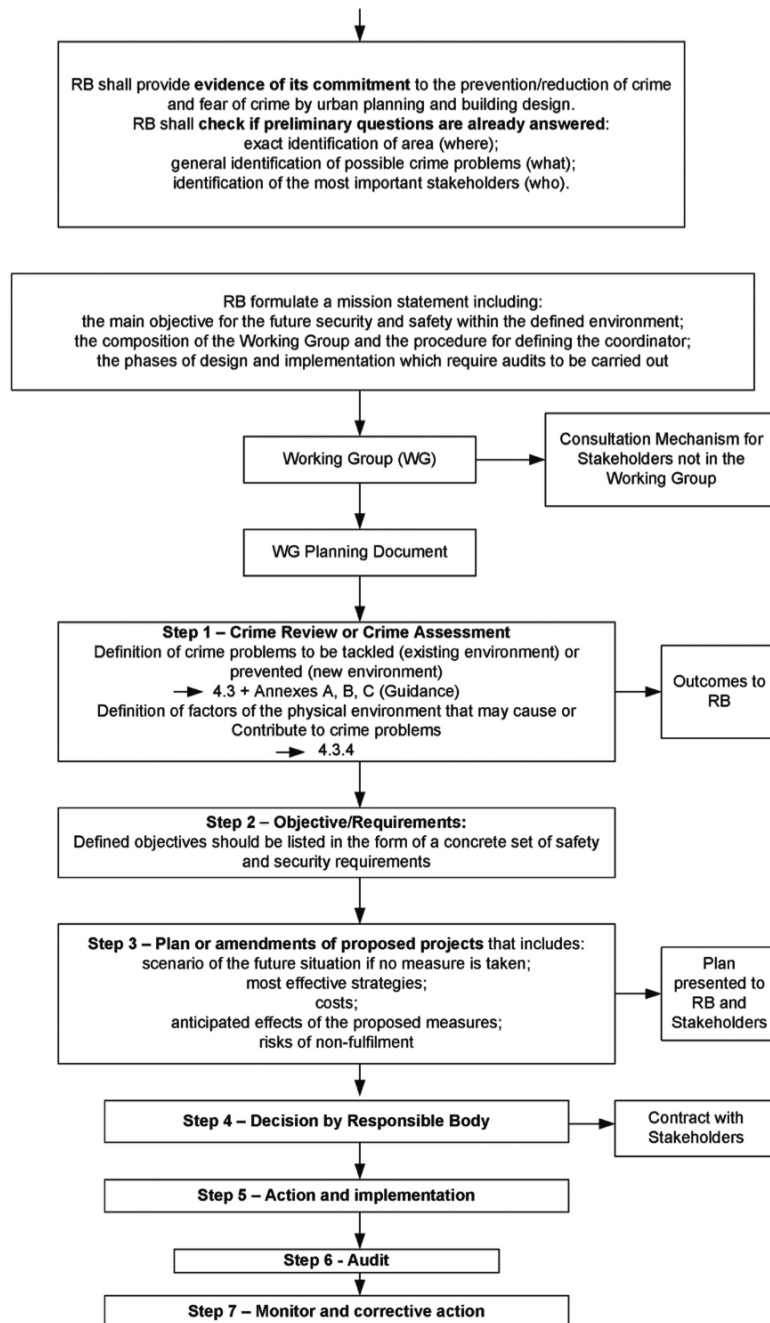 RB shall provide evidence of its commitment to the prevention/reduction of crime
and fear of crime by urban planning and building design.
RB shall check if preliminary questions are already answered:
exact identification of area (where);
general identification of possible crime problems (what);
identification of the most important stakeholders (who).
RB formulate a mission statement including:
the main objective for the future security and safety within the defined environment;
the composition of the Working Group and the procedure for defining the coordinator;
the phases of design and implementation which require audits to be carried out
Working Group (WG)
Consultation Mechanism for
Stakeholders not in the
Working Group
WG Planning Document
Step 1 – Crime Review or Crime Assessment
Definition of crime problems to be tackled (existing environment) or
prevented (new environment)
4.3 + Annexes A, B, C (Guidance)
Definition of factors of the physical environment that may cause or
Contribute to crime problems
4.3.4
Outcomes to
RB
Step 2 – Objective/Requirements:
Defined objectives should be listed in the form of a concrete set of safety
and security requirements
Step 3 – Plan or amendments of proposed projects that includes:
scenario of the future situation if no measure is taken;
most effective strategies;
costs;
anticipated effects of the proposed measures;
risks of non-fulfilment
Plan
presented to
RB and
Stakeholders
Step 4 – Decision by Responsible Body
Contract with
Stakeholders
Step 5 – Action and implementation
Step 6 - Audit
Step 7 – Monitor and corrective action